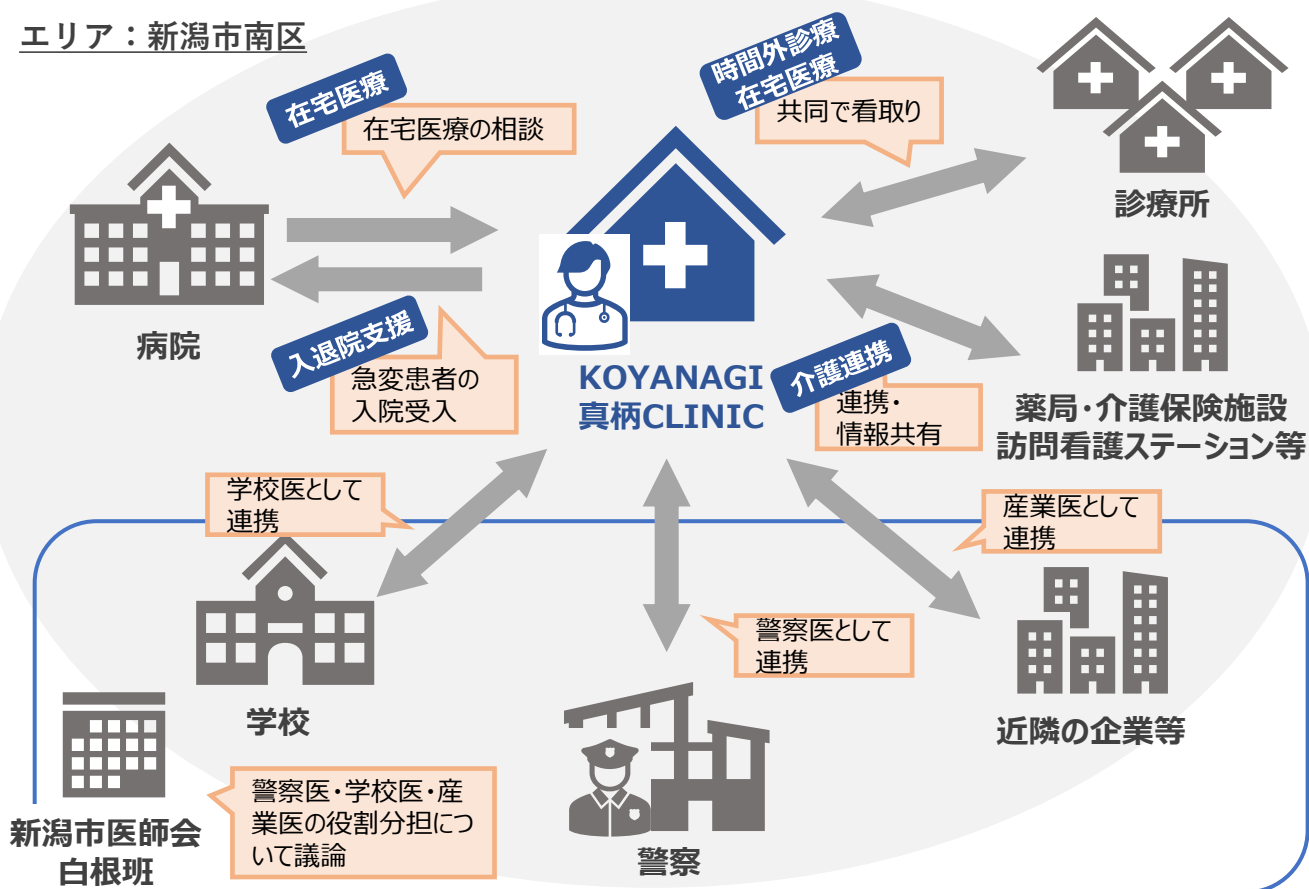 エリア：新潟市南区
在宅医療
在宅医療の相談
時間外診療
在宅医療
共同で看取り
診療所
病院
入退院支援
急変患者の
入院受入
KOYANAGI
真柄CLINIC
介護連携
連携・
情報共有
薬局・介護保険施設
訪問看護ステーション等
学校医として
連携
産業医として
連携
警察医として
連携
学校
近隣の企業等
新潟市医師会
白根班
警察医・学校医・産
業医の役割分担につ
いて議論
警察